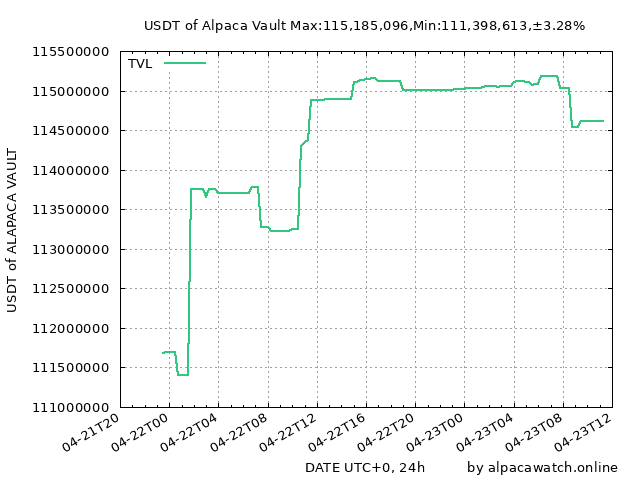 USDT of Alpaca Vault Max:115,185,096,Min:111,398,613,±3.28%
TVL
USDT of ALAPACA VAULT
115500000
115000000
114500000
114000000
113500000
113000000
112500000
112000000
111500000
111000000
04-21T20
04-22T00
04-22T04
04-22T08
04-22T12
04-22T16
04-22T20
04-23T00
04-23T04
04-23T08
04-23T12
DATE UTC+0, 24h
by alpacawatch.online